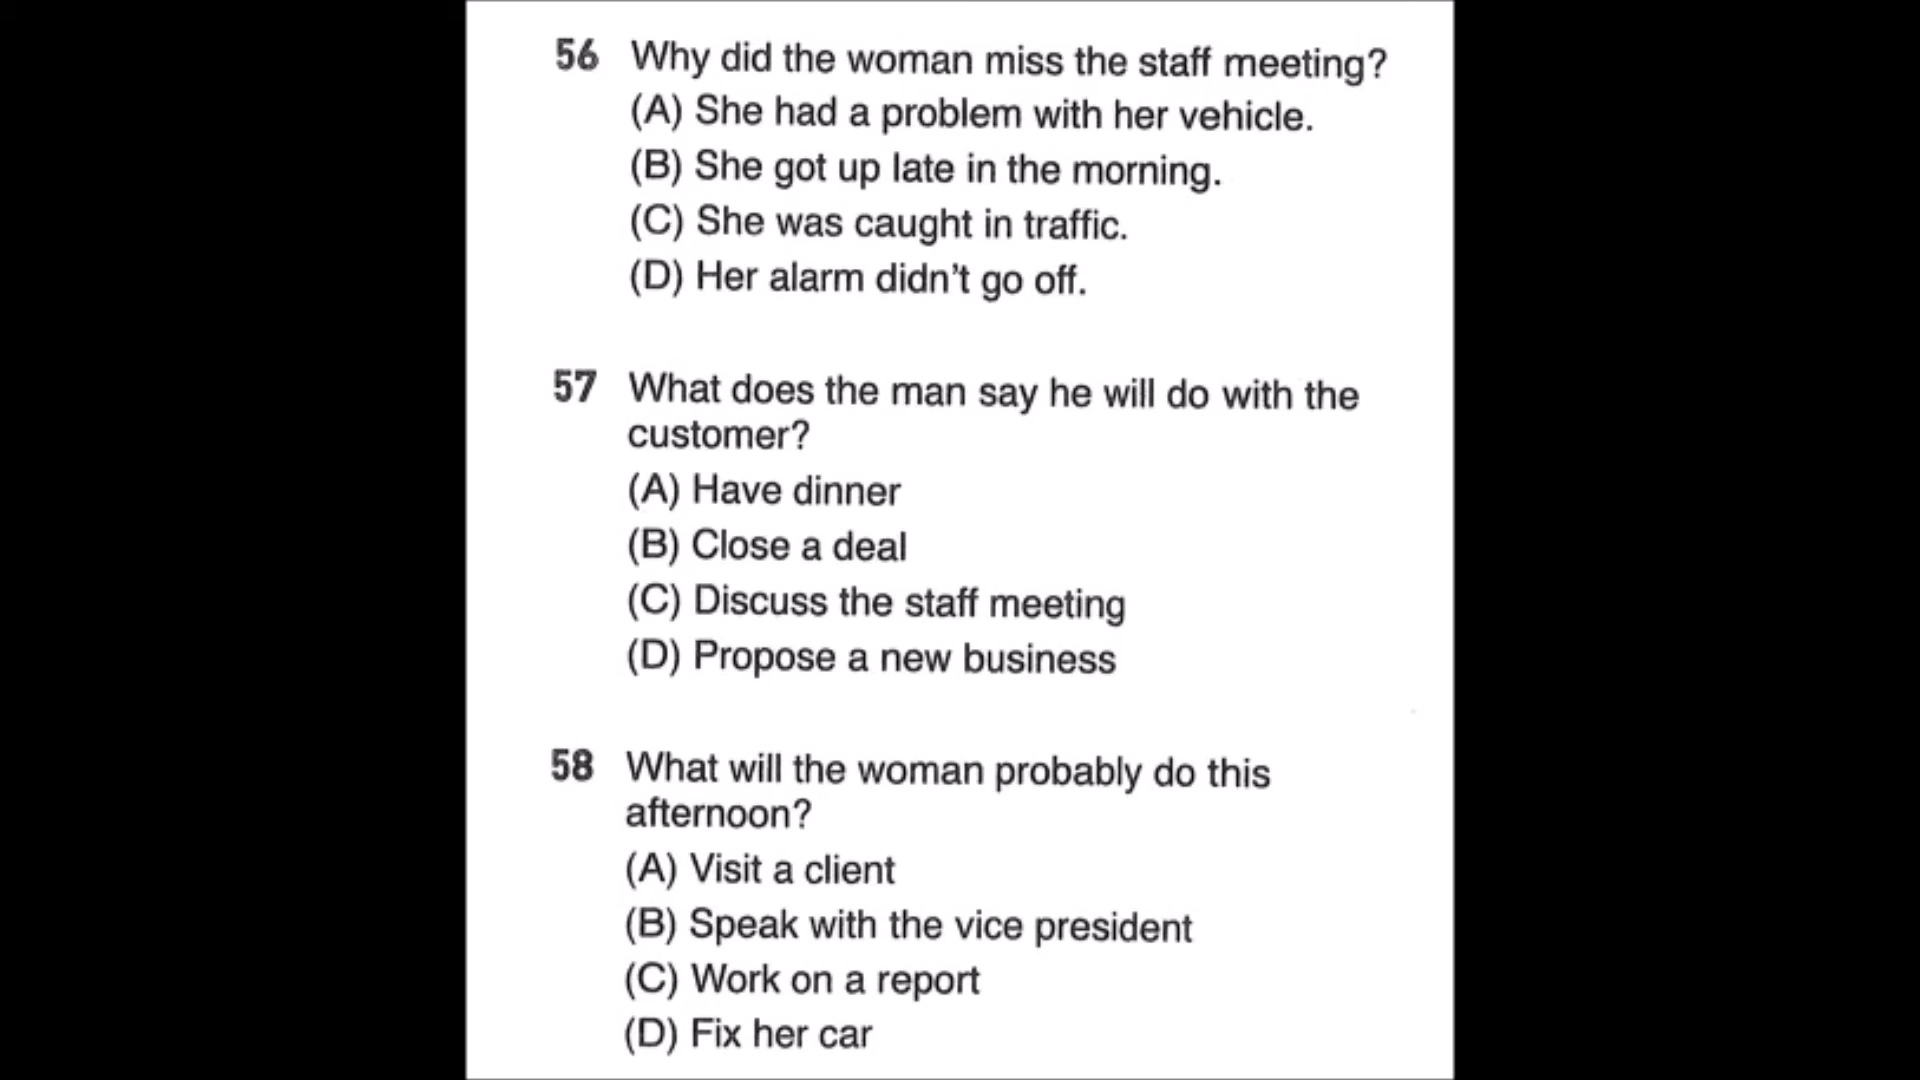 56 Why did the woman miss the staff meeting?
(A) She had a problem with her vehicle.
(B) She got up late in the morning.
(C) She was caught in traffic.
(D) Her alarm didn't go off.
57 What does the man say he will do with the
customer?
(A) Have dinner
(B) Close a deal
(C) Discuss the staff meeting
(D) Propose a new business
58 What will the woman probably do this
afternoon?
(A) Visit a client
(B) Speak with the vice president
(C) Work on a report
(D) Fix her car